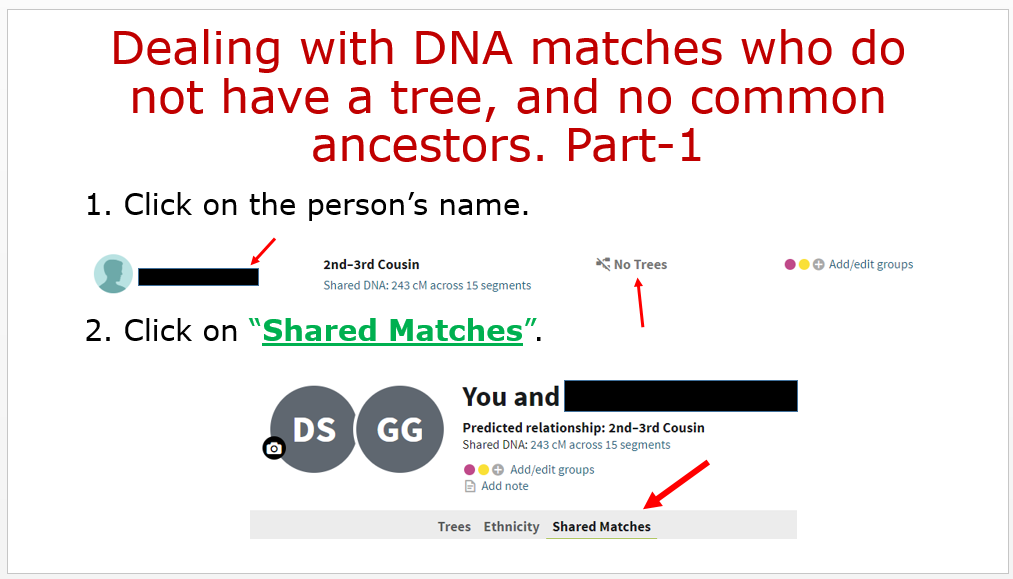 Dealing with DNA matches who do
not have a tree, and no common
ancestors. Part-1
1. Click on the person’s name.
2nd–3rd Cousin
Shared DNA: 243 cM across 15 segments
No Trees
Add/edit groups
2. Click on “Shared Matches”.
DS
GG
You and
Predicted relationship: 2nd–3rd Cousin
Shared DNA: 243 cM across 15 segments
Add/edit groups
Add note
Trees Ethnicity Shared Matches